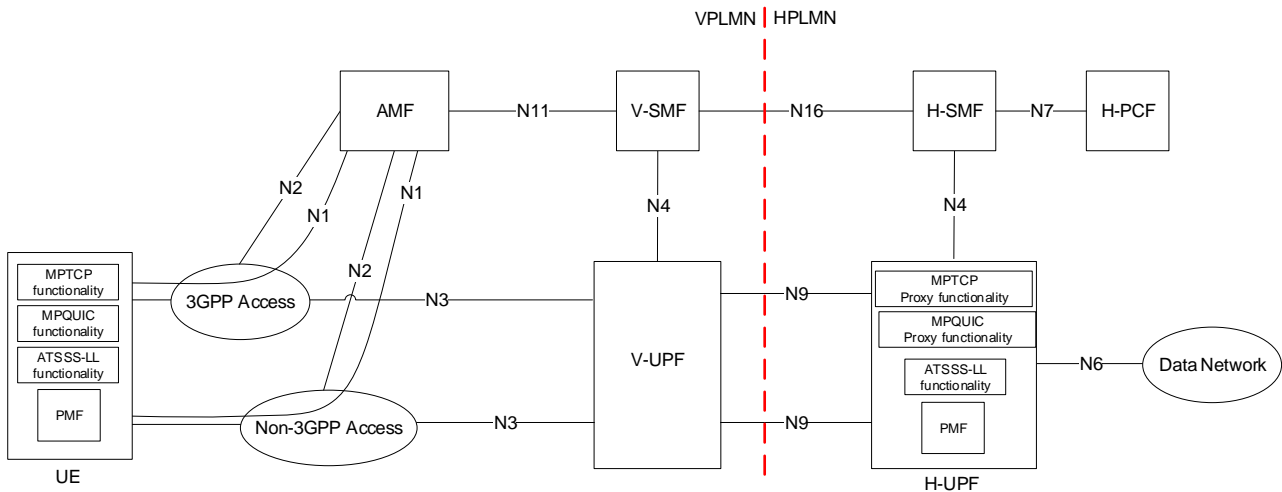 VPLMN
HPLMN
AMF
N11
V-SMF
N16
H-SMF
N7
H-PCF
N2
N1
N2
N1
N4
N4
MPTCP
functionality
MPQUIC
functionality
ATSSS-LL
functionality
PMF
UE
3GPP Access
N3
Non-3GPP Access
N3
V-UPF
N9
N9
MPTCP
Proxy functionality
MPQUIC
Proxy functionality
ATSSS-LL
functionality
PMF
H-UPF
N6
Data Network